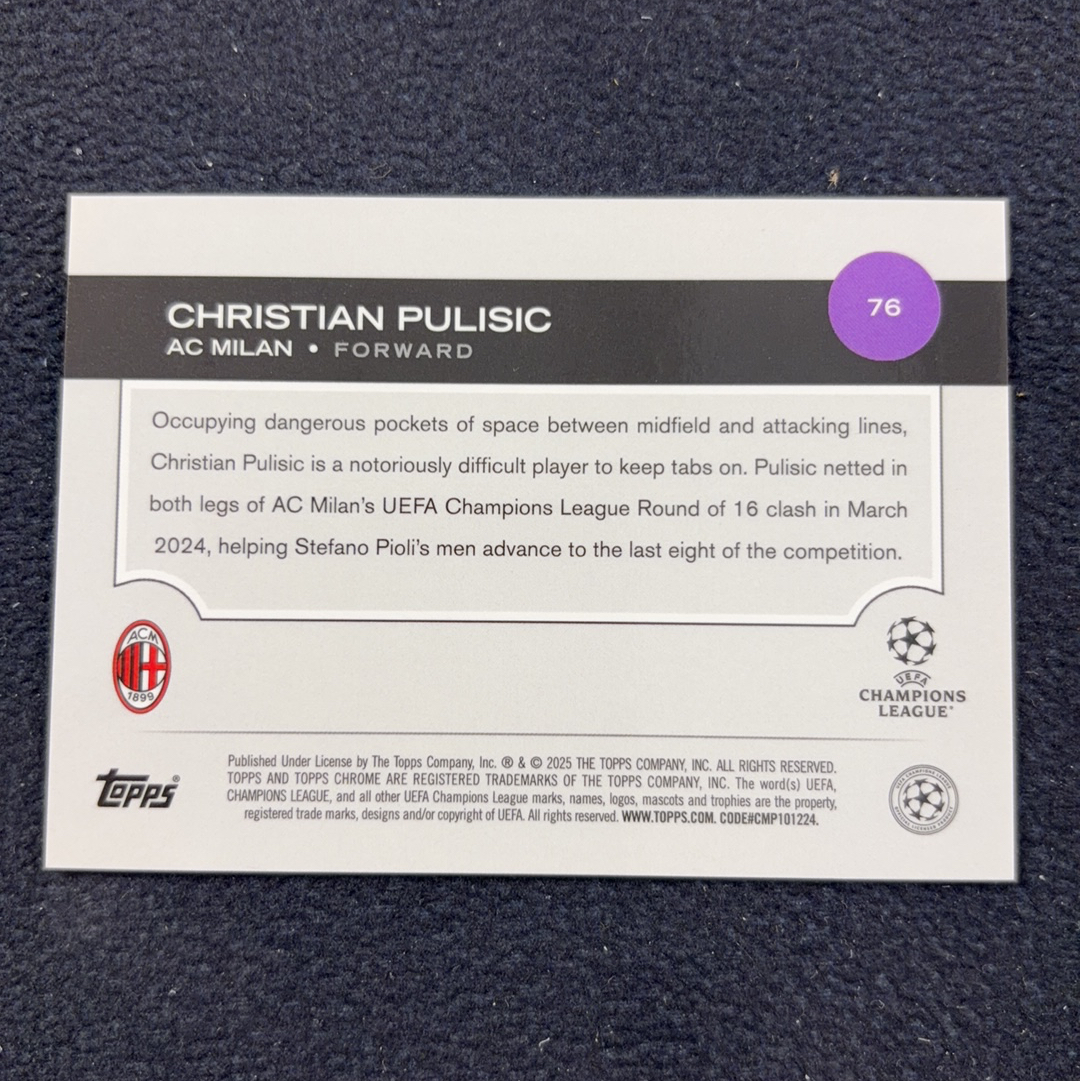 CHRISTIAN PULISIC
AC MILAN • FORWARD
76
Occupying dangerous pockets of space between midfield and attacking lines,
Christian Pulisic is a notoriously difficult player to keep tabs on. Pulisic netted in
both legs of AC Milan's UEFA Champions League Round of 16 clash in March
2024, helping Stefano Pioli's men advance to the last eight of the competition.
ACM
1899
UEFA
CHAMPIONS
LEAGUE®
Topps®
Published Under License by The Topps Company, Inc. ® & © 2025 THE TOPPS COMPANY, INC. ALL RIGHTS RESERVED.
TOPPS AND TOPPS CHROME ARE REGISTERED TRADEMARKS OF THE TOPPS COMPANY, INC. The word(s) UEFA,
CHAMPIONS LEAGUE, and all other UEFA Champions League marks, names, logos, mascots and trophies are the property,
registered trade marks, designs and/or copyright of UEFA. All rights reserved. WWW.TOPPS.COM. CODE#CMP101224.